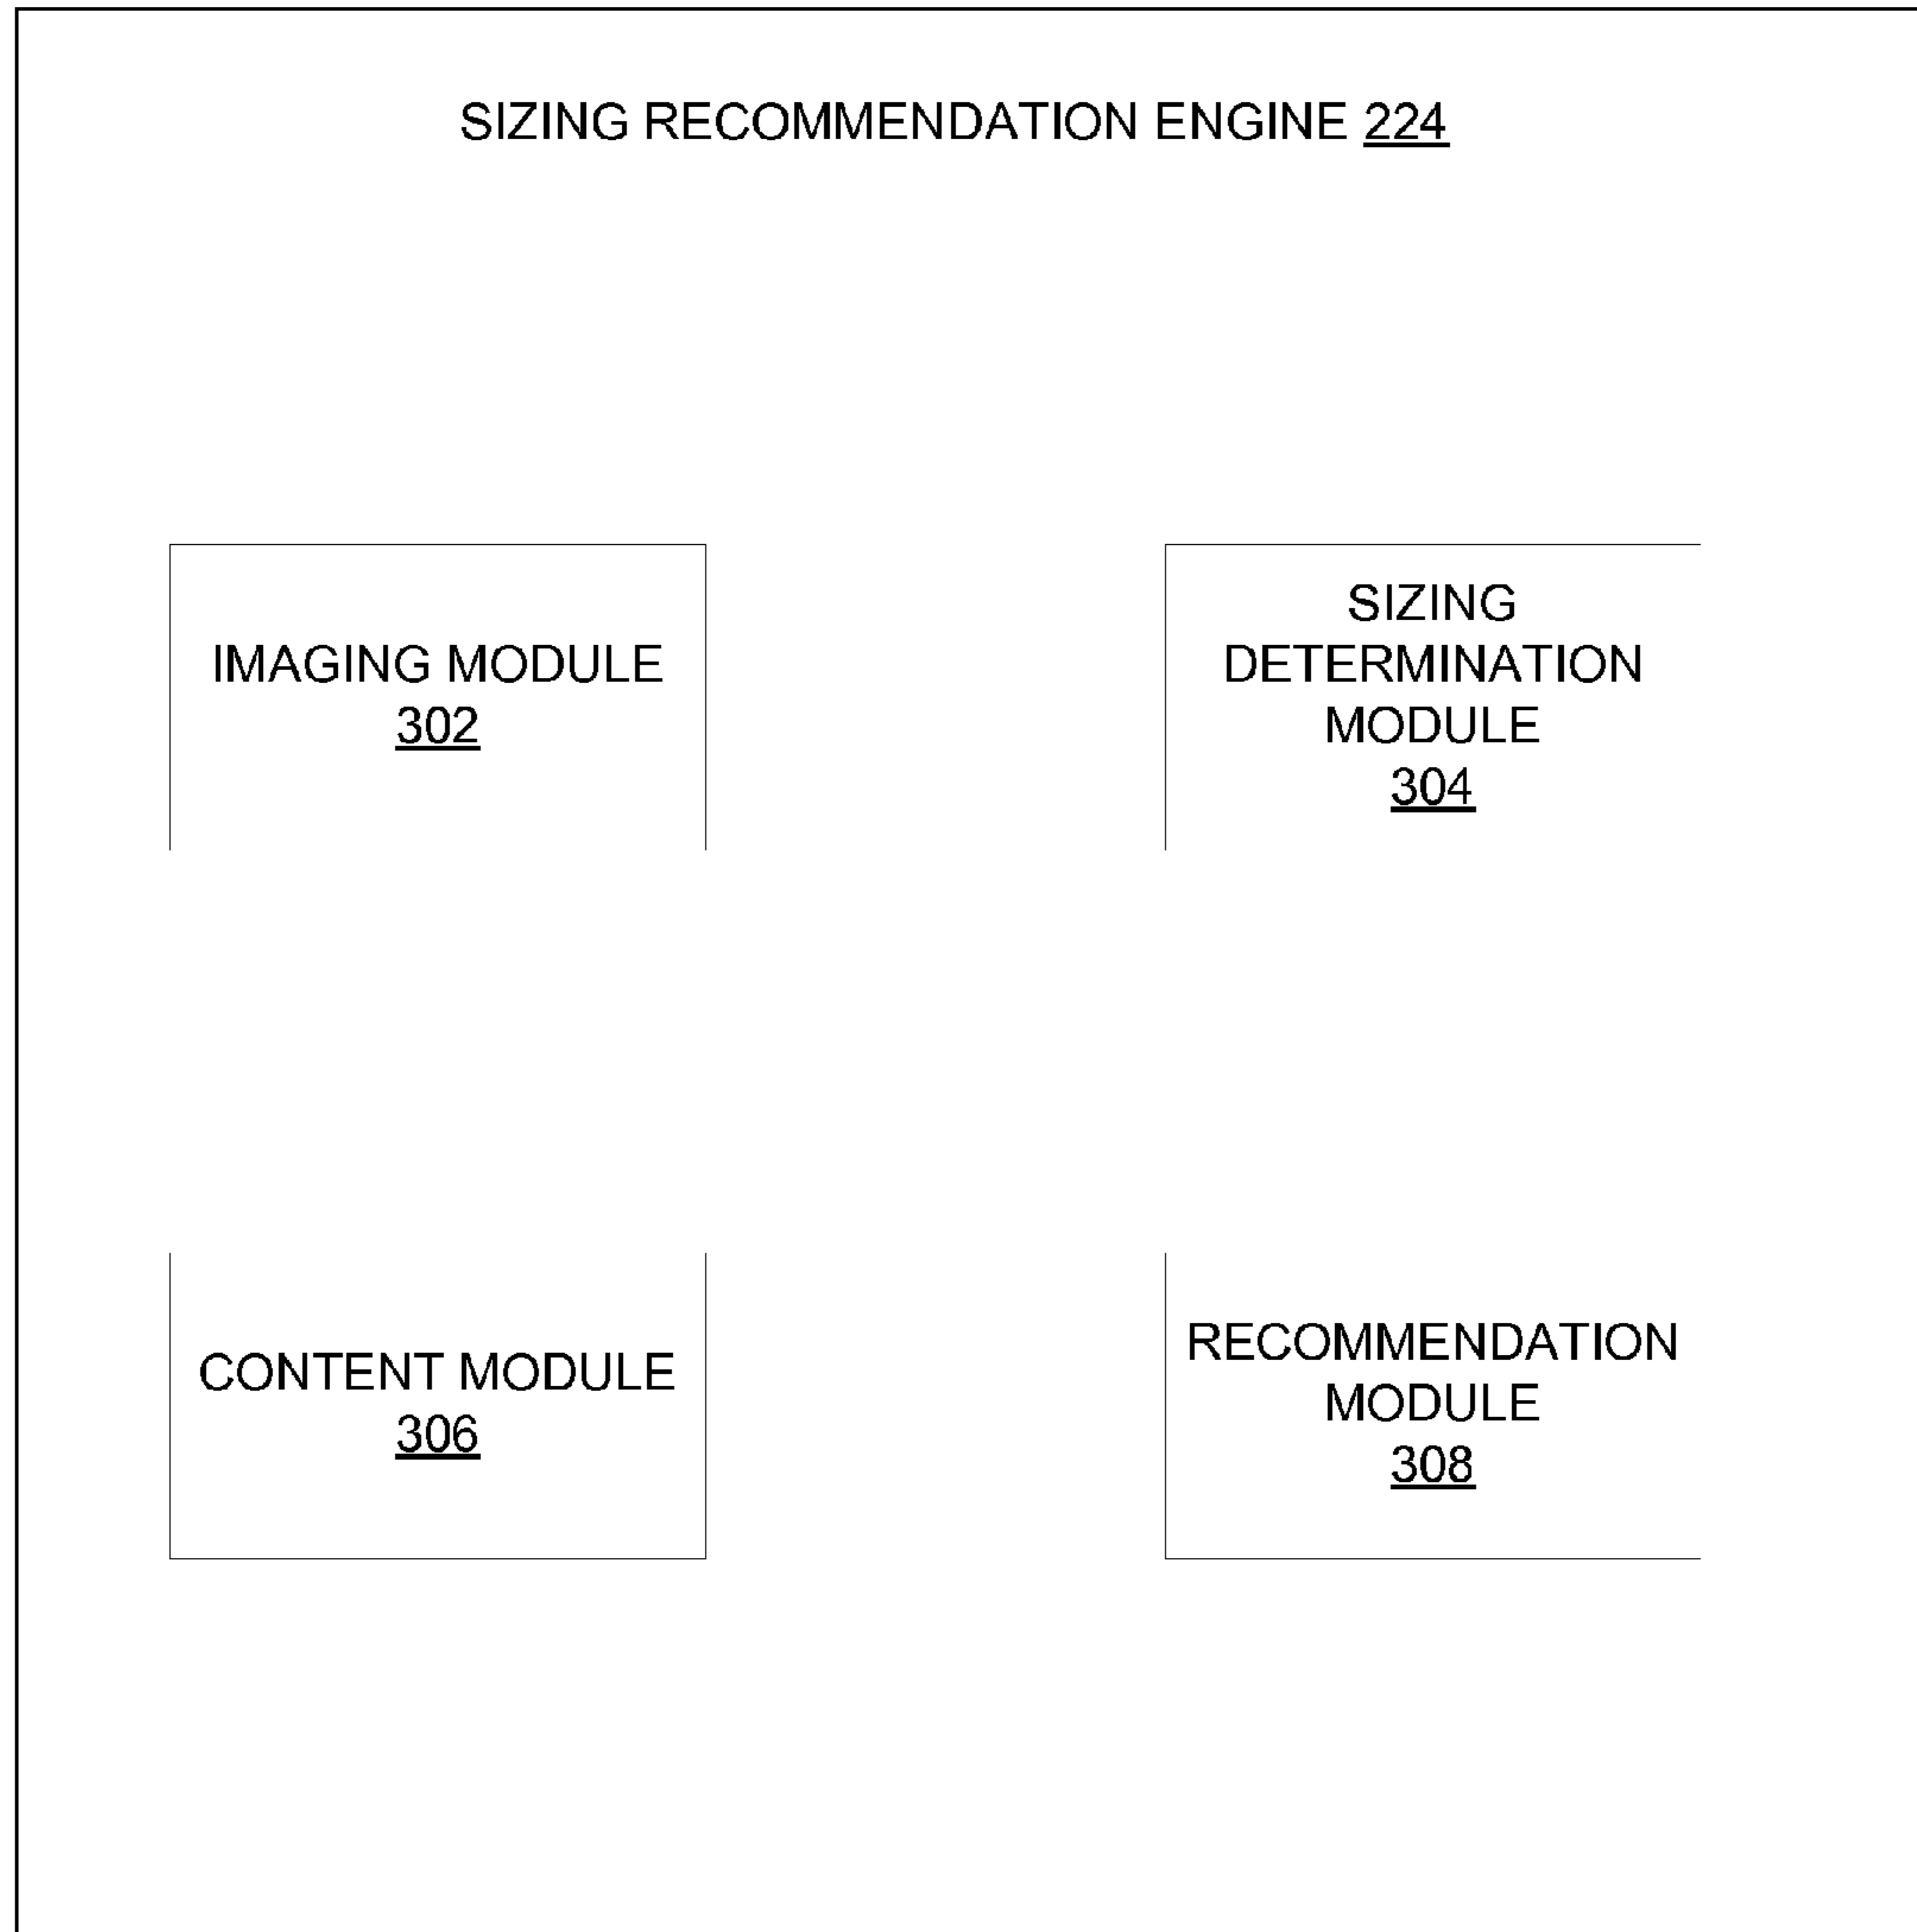 SIZING RECOMMENDATION ENGINE 224
IMAGING MODULE
302
SIZING
DETERMINATION
MODULE
304
CONTENT MODULE
306
RECOMMENDATION
MODULE
308